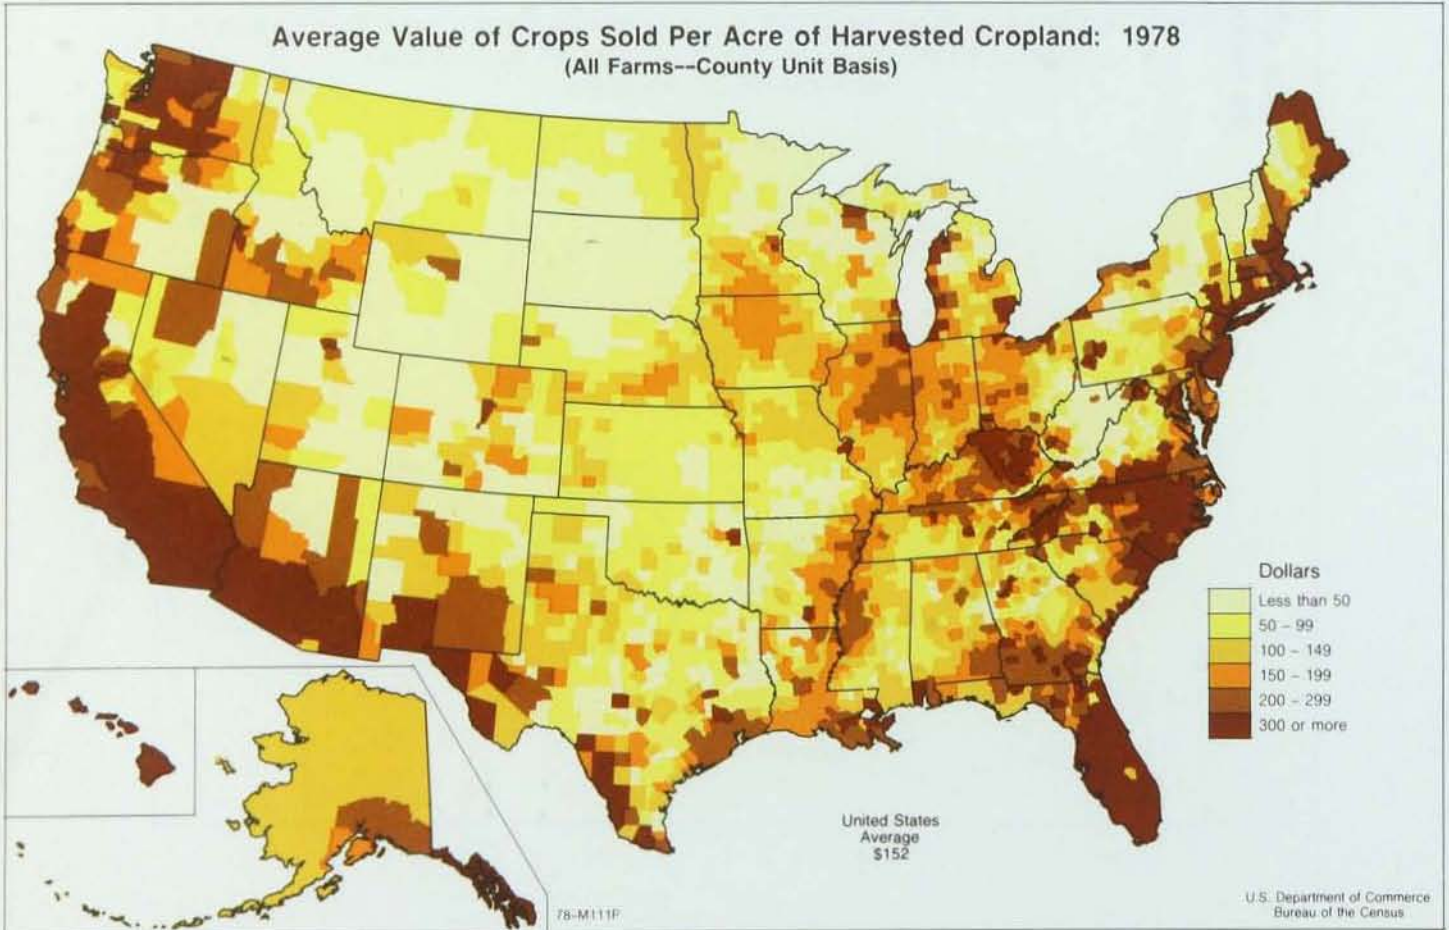 Average Value of Crops Sold Per Acre of Harvested Cropland: 1978
(All Farms--County Unit Basis)
Dollars
Less than 50
50 - 99
100 - 149
150 - 199
200 - 299
300 or more
United States
Average
$152
78-M111P
U.S. Department of Commerce
Bureau of the Census